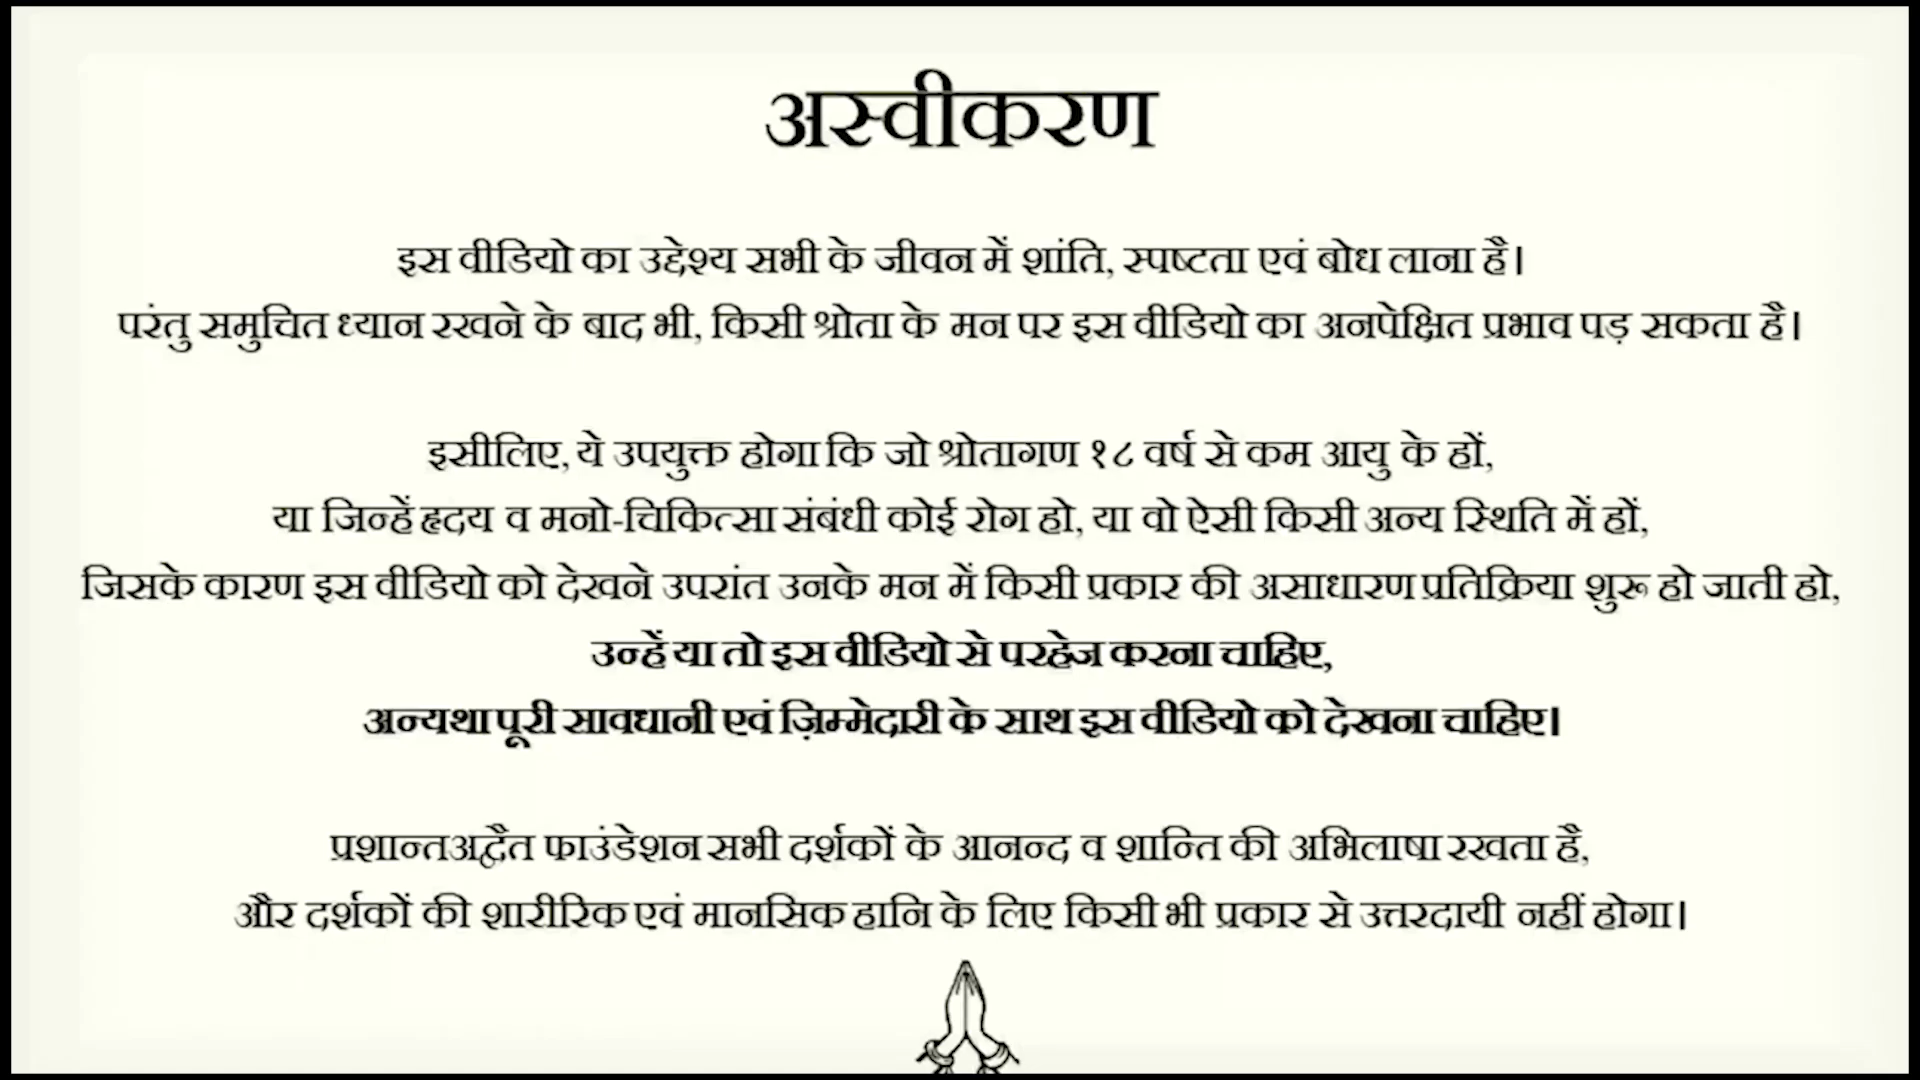 अस्वीकरण
इस वीडियो का उद्देश्य सभी के जीवन में शांति, स्पष्टता एवं बोध लाना है।
परंतु समुचित ध्यान रखने के बाद भी, किसी श्रोता के मन पर इस वीडियो का अनपेक्षित प्रभाव पड़ सकता है।
इसीलिए, ये उपयुक्त होगा कि जो श्रोतागण १८ वर्ष से कम आयु के हों,
या जिन्हें हृदय व मनो-चिकित्सा संबंधी कोई रोग हो, या वो ऐसी किसी अन्य स्थिति में हों,
जिसके कारण इस वीडियो को देखने उपरांत उनके मन में किसी प्रकार की असाधारण प्रतिक्रिया शुरू हो जाती हो,
उन्हें या तो इस वीडियो से परहेज करना चाहिए,
अन्यथा पूरी सावधानी एवं ज़िम्मेदारी के साथ इस वीडियो को देखना चाहिए।
प्रशान्तअद्वैत फाउंडेशन सभी दर्शकों के आनन्द व शान्ति की अभिलाषा रखता है,
और दर्शकों की शारीरिक एवं मानसिक हानि के लिए किसी भी प्रकार से उत्तरदायी नहीं होगा।